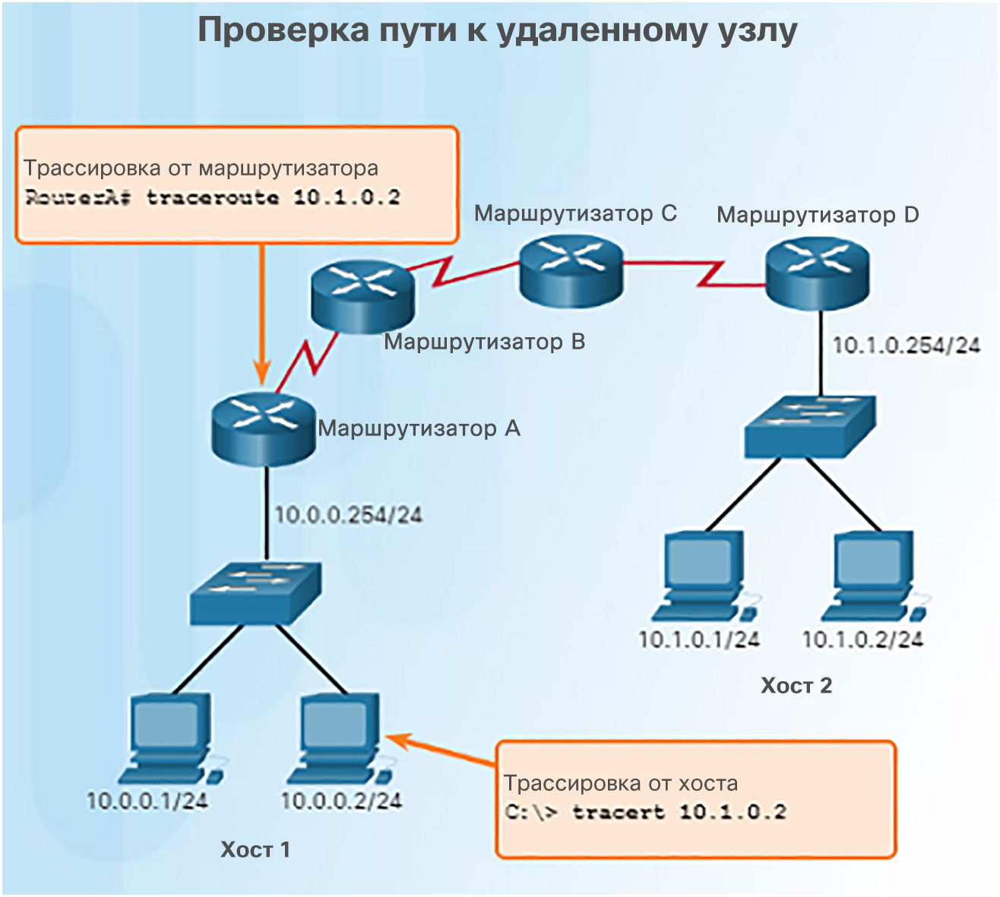 Проверка пути к удаленному узлу
Трассировка от маршрутизатора
RouterA# traceroute 10.1.0.2
Маршрутизатор C
Маршрутизатор D
Маршрутизатор B
10.1.0.254/24
Маршрутизатор A
10.0.0.254/24
10.1.0.1/24
10.1.0.2/24
Хост 2
Трассировка от хоста
C:\> tracert 10.1.0.2
10.0.0.1/24
10.0.0.2/24
Хост 1